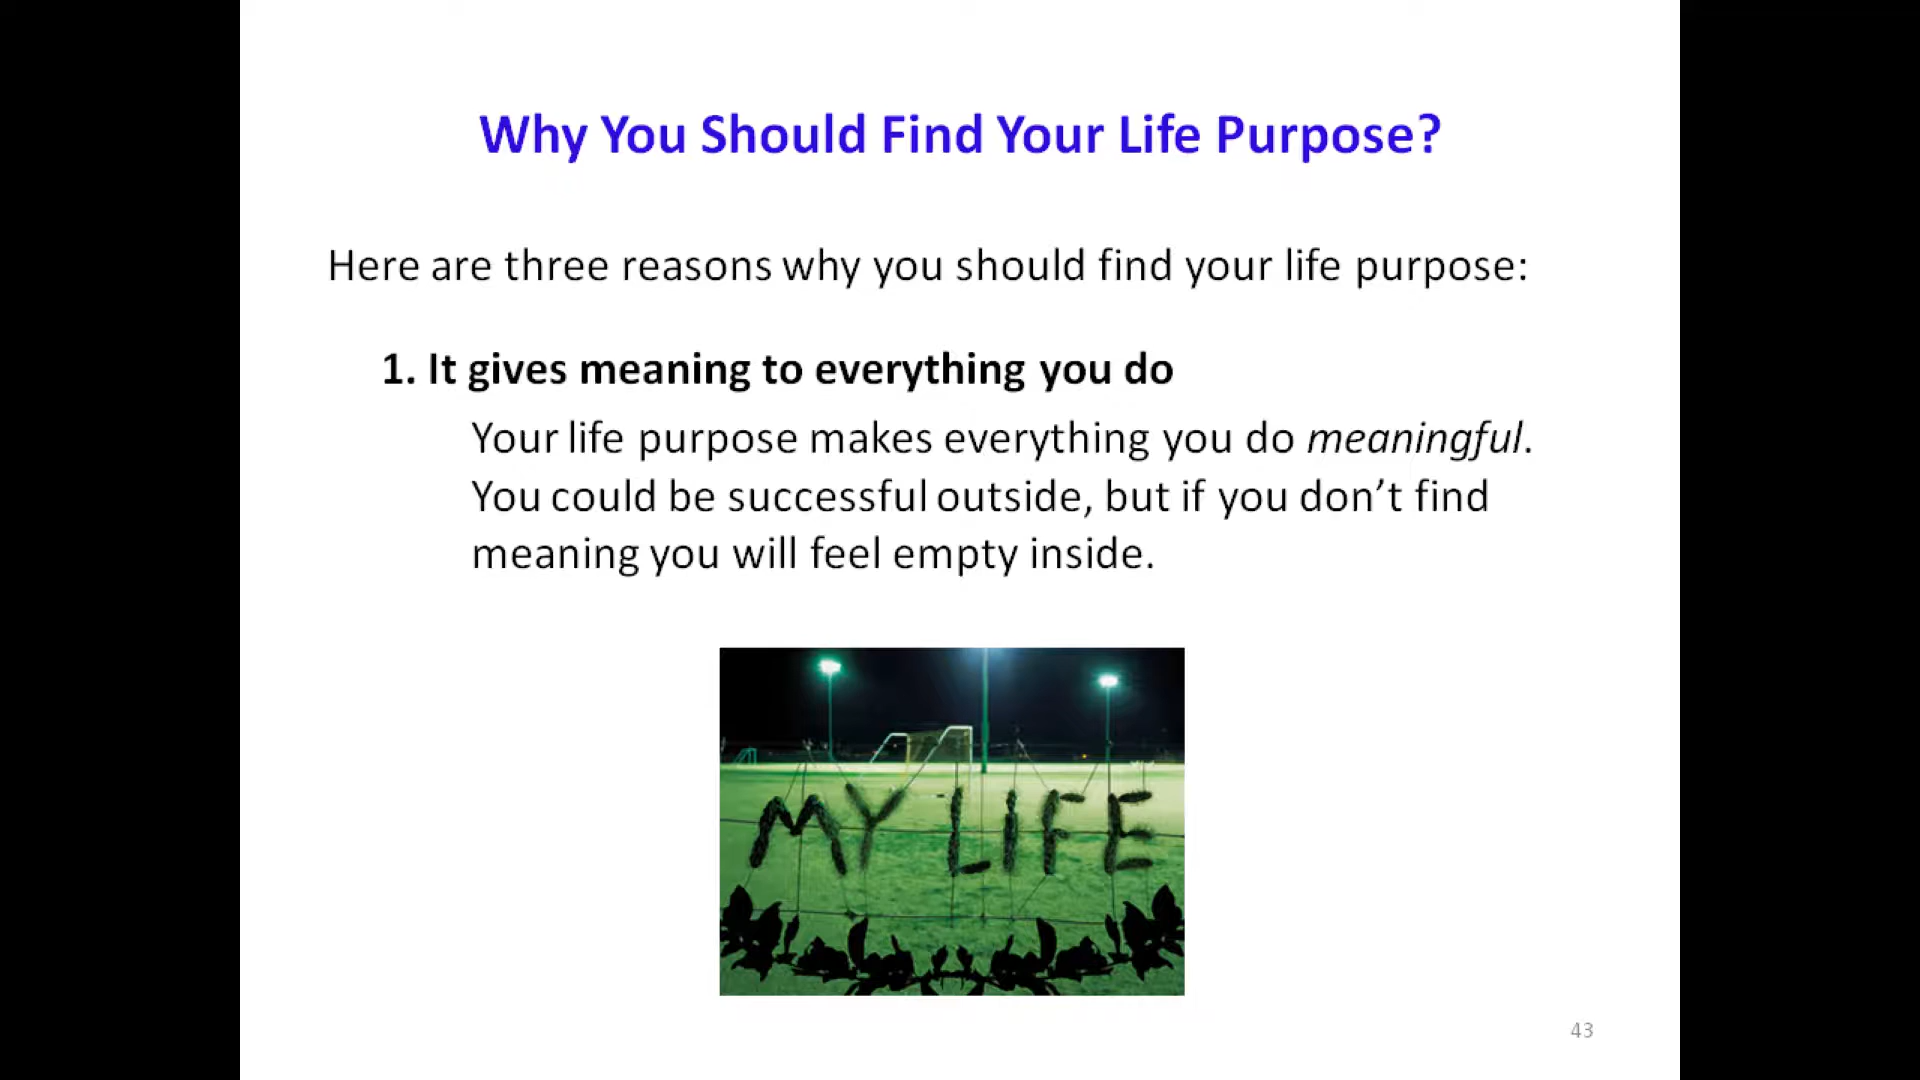 Why You Should Find Your Life Purpose?
Here are three reasons why you should find your life purpose:
1. It gives meaning to everything you do
Your life purpose makes everything you do meaningful.
You could be successful outside, but if you don’t find
meaning you will feel empty inside.
MY LIFE
43